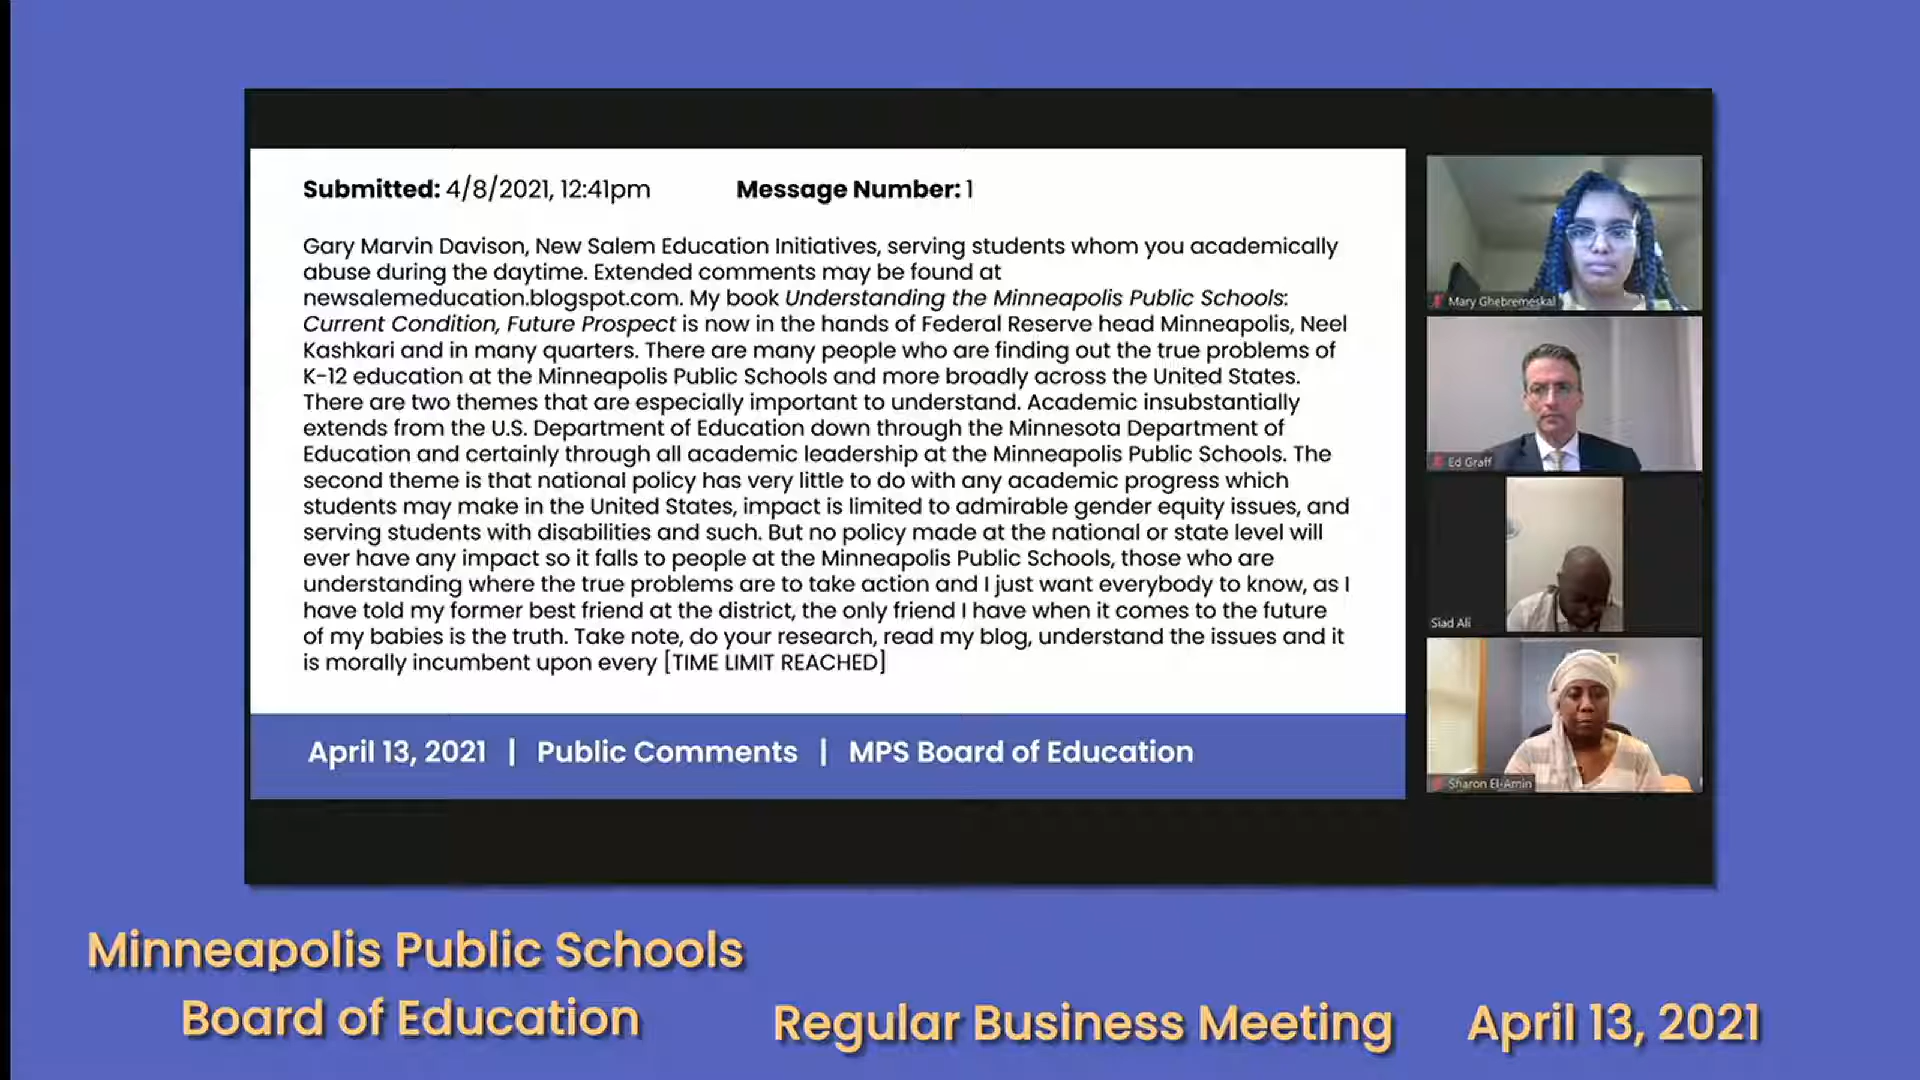 Submitted: 4/8/2021, 12:41pm Message Number: 1
Gary Marvin Davison, New Salem Education Initiatives, serving students whom you academically
abuse during the daytime. Extended comments may be found at
newsalemeducation.blogspot.com. My book Understanding the Minneapolis Public Schools:
Current Condition, Future Prospect is now in the hands of Federal Reserve head Minneapolis, Neel
Kashkari and in many quarters. There are many people who are finding out the true problems of
K-12 education at the Minneapolis Public Schools and more broadly across the United States.
There are two themes that are especially important to understand. Academic insubstantially
extends from the U.S. Department of Education down through the Minnesota Department of
Education and certainly through all academic leadership at the Minneapolis Public Schools. The
second theme is that national policy has very little to do with any academic progress which
students may make in the United States, impact is limited to admirable gender equity issues, and
serving students with disabilities and such. But no policy made at the national or state level will
ever have any impact so it falls to people at the Minneapolis Public Schools, those who are
understanding where the true problems are to take action and I just want everybody to know, as I
have told my former best friend at the district, the only friend I have when it comes to the future
of my babies is the truth. Take note, do your research, read my blog, understand the issues and it
is morally incumbent upon every [TIME LIMIT REACHED]
April 13, 2021 | Public Comments | MPS Board of Education
Mary Ghebremeskal
Ed Graff
Siad Ali
Sharon El-Amin
Minneapolis Public Schools
Board of Education
Regular Business Meeting
April 13, 2021